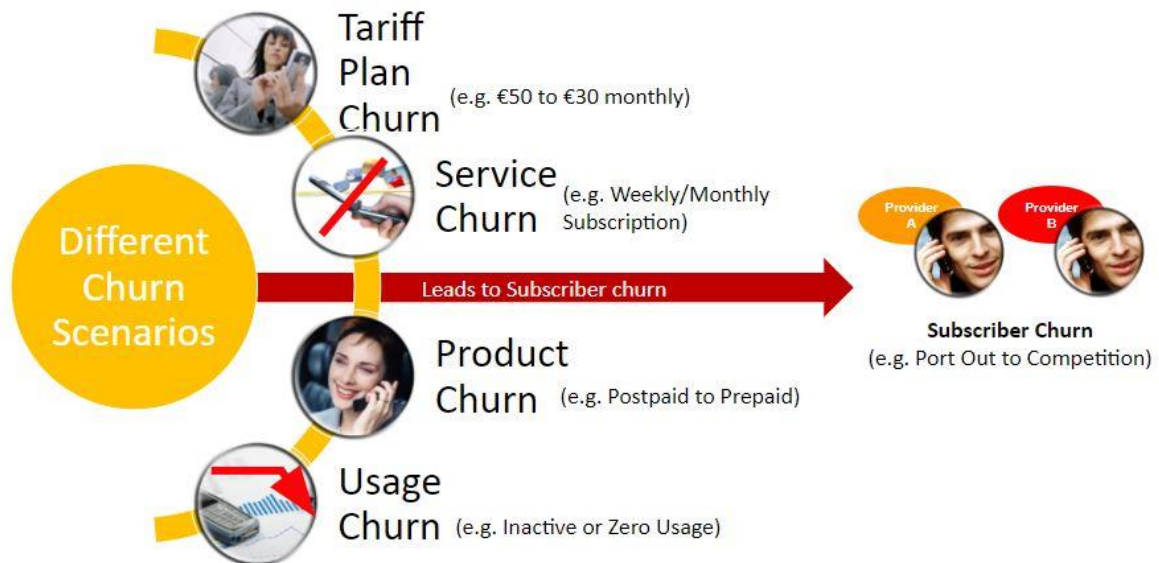 Different
Churn
Scenarios
Tariff
Plan
Churn (e.g. €50 to €30 monthly)
Service
Churn
(e.g. Weekly/Monthly
Subscription)
Leads to Subscriber churn
Product
Churn (e.g. Postpaid to Prepaid)
Usage
Churn (e.g. Inactive or Zero Usage)
Provider
A
Provider
B
Subscriber Churn
(e.g. Port Out to Competition)